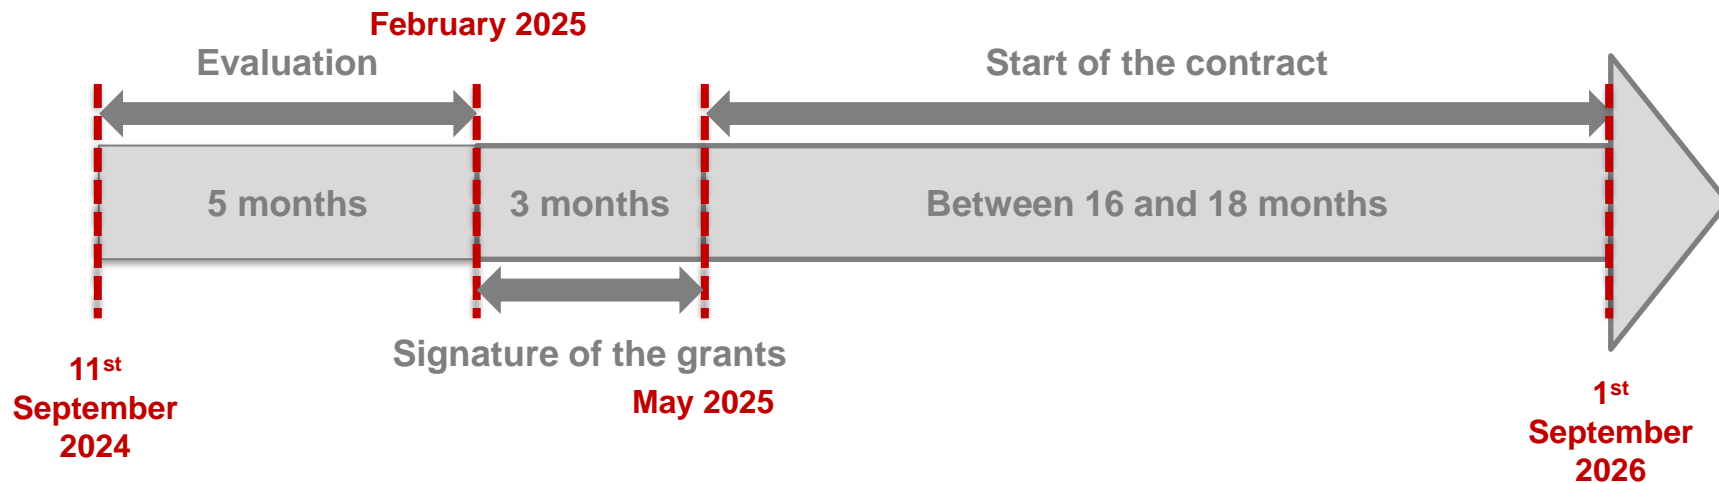 February 2025
Evaluation
Start of the contract
5 months
3 months
Between 16 and 18 months
Signature of the grants
11st
September
2024
May 2025
1st
September
2026